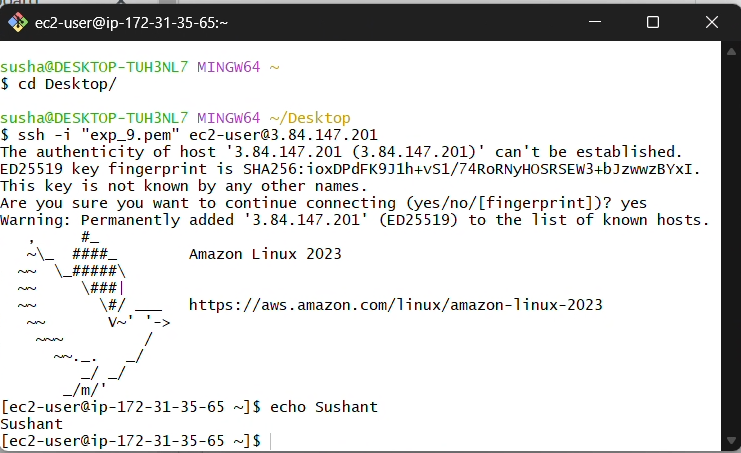 ec2-user@ip-172-31-35-65:~
susha@DESKTOP-TUH3NL7 MINGW64 ~
$ cd Desktop/
susha@DESKTOP-TUH3NL7 MINGW64 ~/Desktop
$ ssh -i "exp_9.pem" ec2-user@3.84.147.201
The authenticity of host '3.84.147.201 (3.84.147.201)' can't be established.
ED25519 key fingerprint is SHA256:ioxDPdFK9J1h+vS1/74RoRNyHOSRSEW3+bJzwwzBYxI.
This key is not known by any other names.
Are you sure you want to continue connecting (yes/no/[fingerprint])? yes
Warning: Permanently added '3.84.147.201' (ED25519) to the list of known hosts.
   ,     #_
   ~\_  ####_        Amazon Linux 2023
  ~~  \_#####\
  ~~     \###|
  ~~       \#/ ___   https://aws.amazon.com/linux/amazon-linux-2023
   ~~       V~' '->
    ~~~         /
      ~~._.   _/
         _/ _/
       _/m/'
[ec2-user@ip-172-31-35-65 ~]$ echo Sushant
Sushant
[ec2-user@ip-172-31-35-65 ~]$